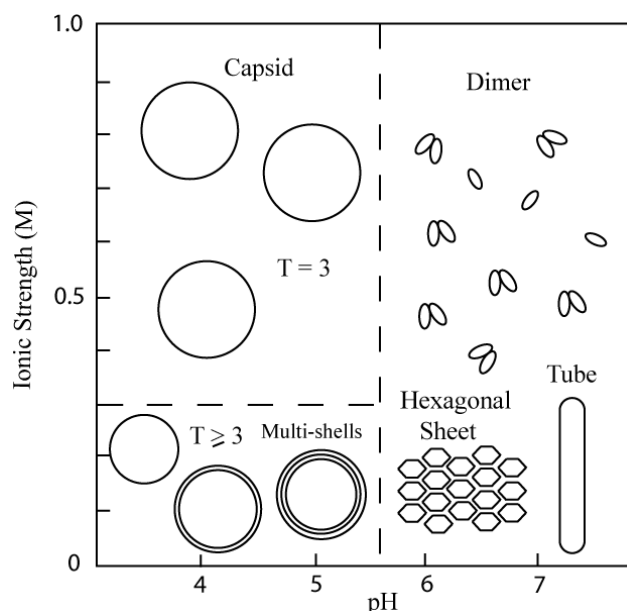 1.0
Capsid
Dimer
Ionic Strength (M)
T = 3
0.5
Tube
Hexagonal
Sheet
T ⩾ 3
Multi-shells
0
4
5
6
7
pH